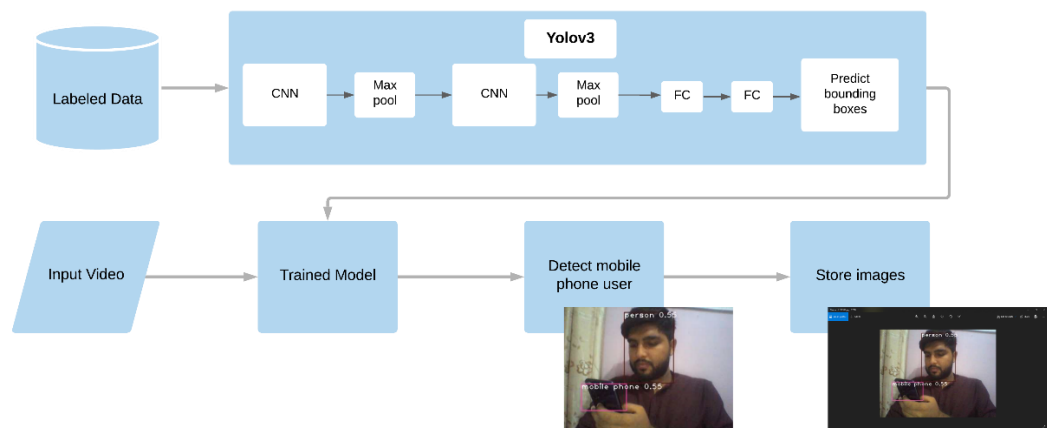 Yolov3
Labeled Data
CNN
Max
pool
CNN
Max
pool
FC
FC
Predict
bounding
boxes
Input Video
Trained Model
Detect mobile
phone user
Store images
person 0.55
mobile phone 0.55
person 0.55
mobile phone 0.55